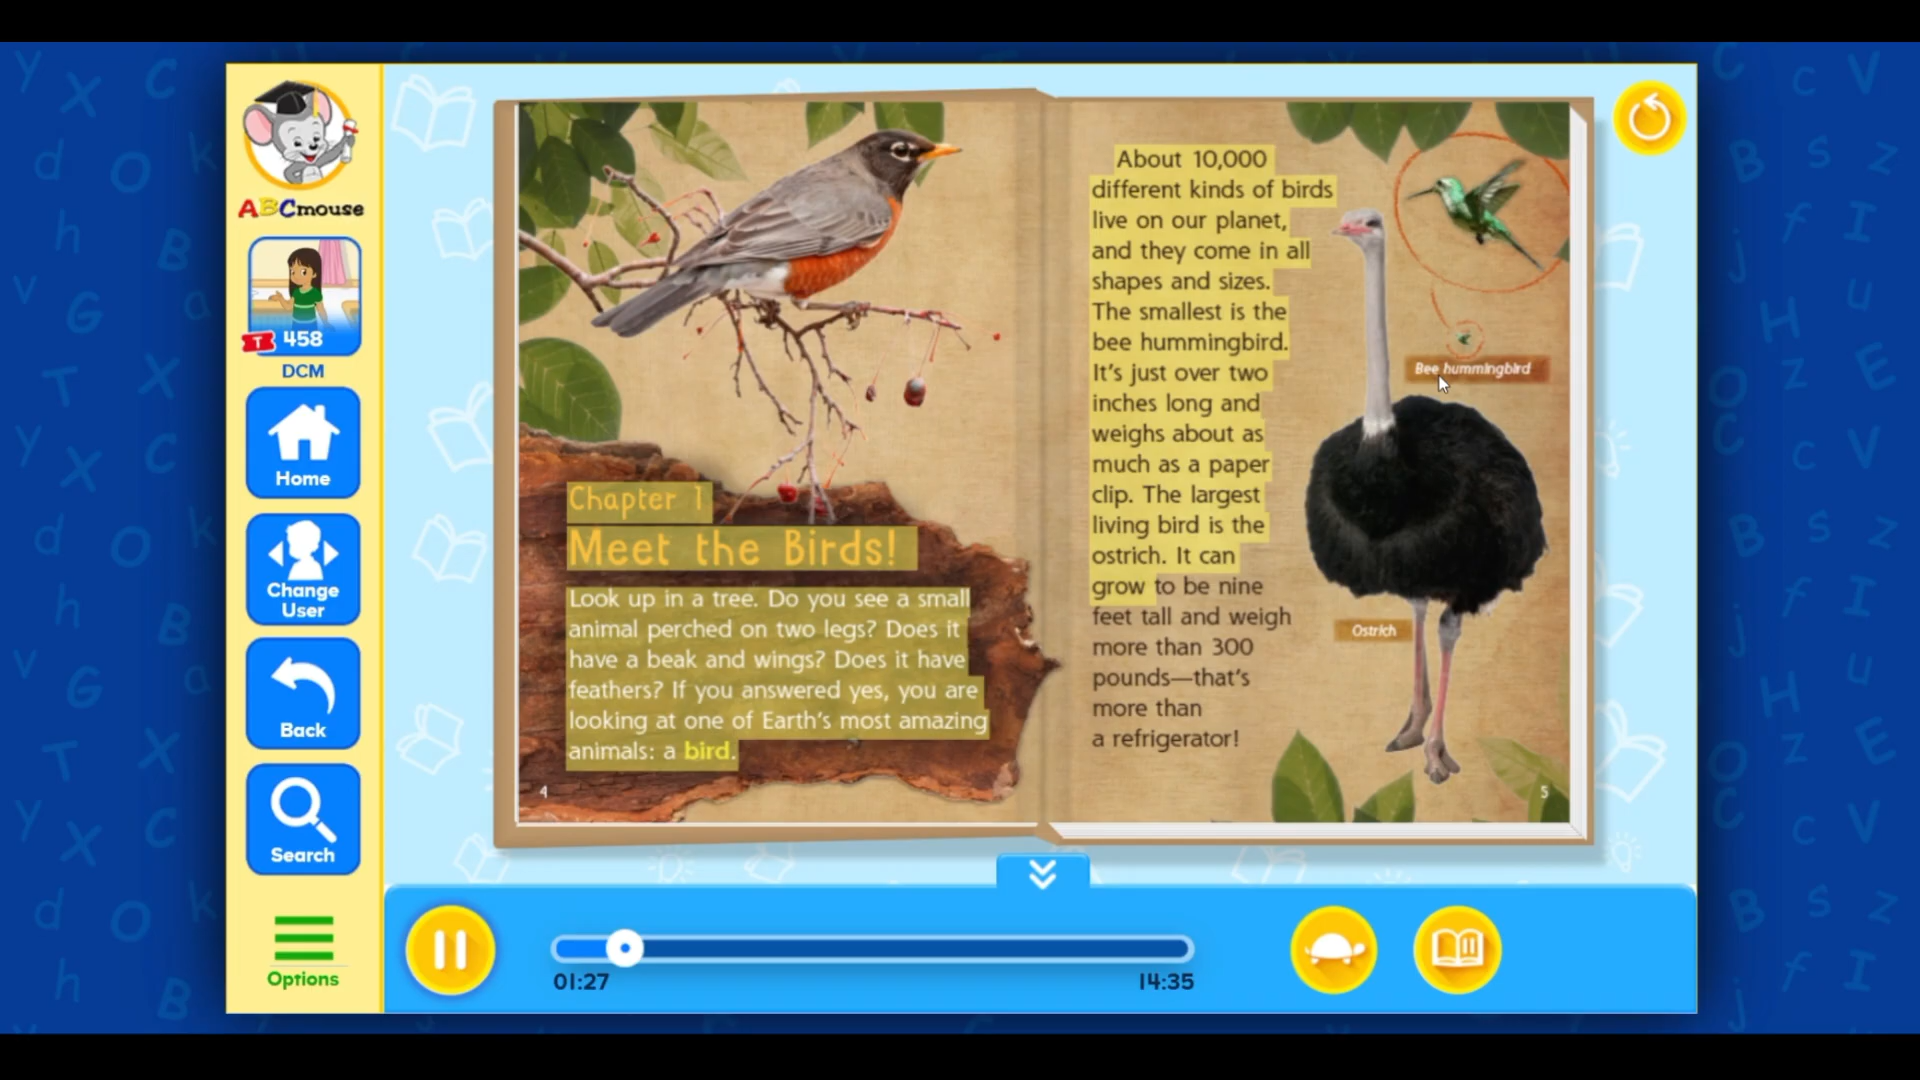 ABCmouse
T 458
DCM
Home
Change
User
Back
Search
Options
Chapter 1
Meet the Birds!
Look up in a tree. Do you see a small
animal perched on two legs? Does it
have a beak and wings? Does it have
feathers? If you answered yes, you are
looking at one of Earth's most amazing
animals: a bird.
4
About 10,000
different kinds of birds
live on our planet,
and they come in all
shapes and sizes.
The smallest is the
bee hummingbird.
It's just over two
inches long and
weighs about as
much as a paper
clip. The largest
living bird is the
ostrich. It can
grow to be nine
feet tall and weigh
more than 300
pounds—that's
more than
a refrigerator!
Bee hummingbird
Ostrich
5
01:27
14:35